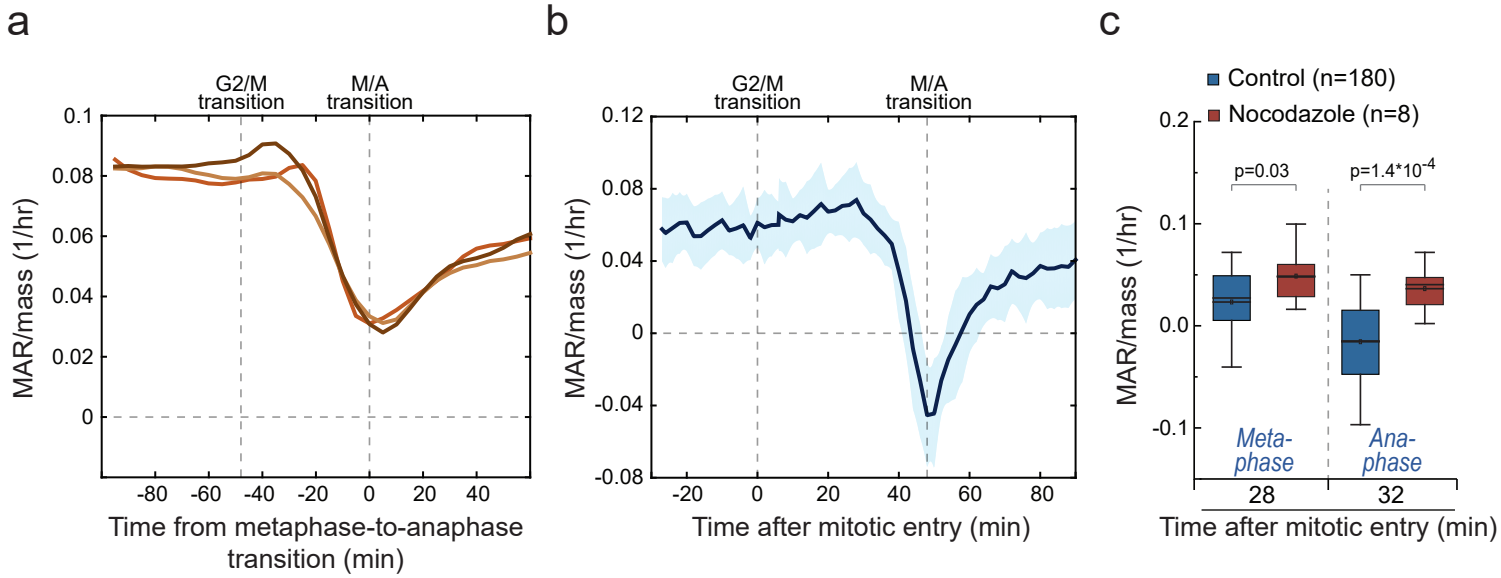 a
G2/M
transition
M/A
transition
MAR/mass (1/hr)
0.1
0.08
0.06
0.04
0.02
0
-80
-60
-40
-20
0
20
40
Time from metaphase-to-anaphase
transition (min)
b
G2/M
transition
M/A
transition
MAR/mass (1/hr)
0.12
0.08
0.04
0
-0.04
-0.08
-20
0
20
40
60
80
Time after mitotic entry (min)
c
Control (n=180)
Nocodazole (n=8)
MAR/mass (1/hr)
0.2
0.1
0.0
-0.1
p=0.03
p=1.4*10⁻⁴
Meta-
phase
Ana-
phase
28
32
Time after mitotic entry (min)